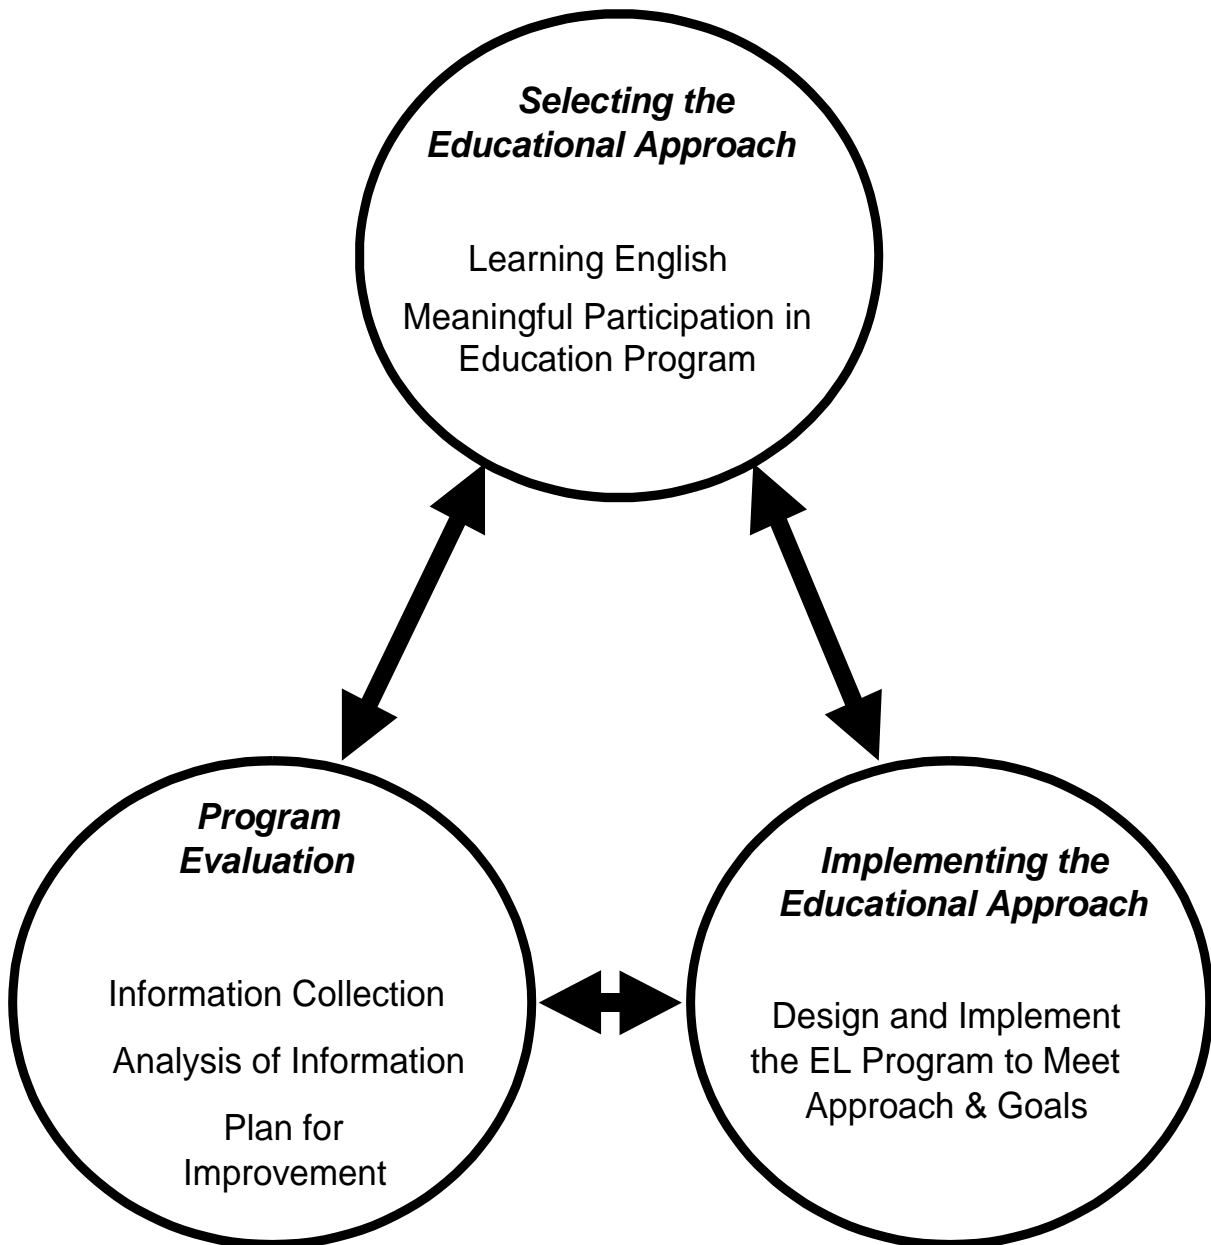 Selecting the
Educational Approach
Learning English
Meaningful Participation in
Education Program
Program
Evaluation
Information Collection
Analysis of Information
Plan for
Improvement
Implementing the
Educational Approach
Design and Implement
the EL Program to Meet
Approach & Goals